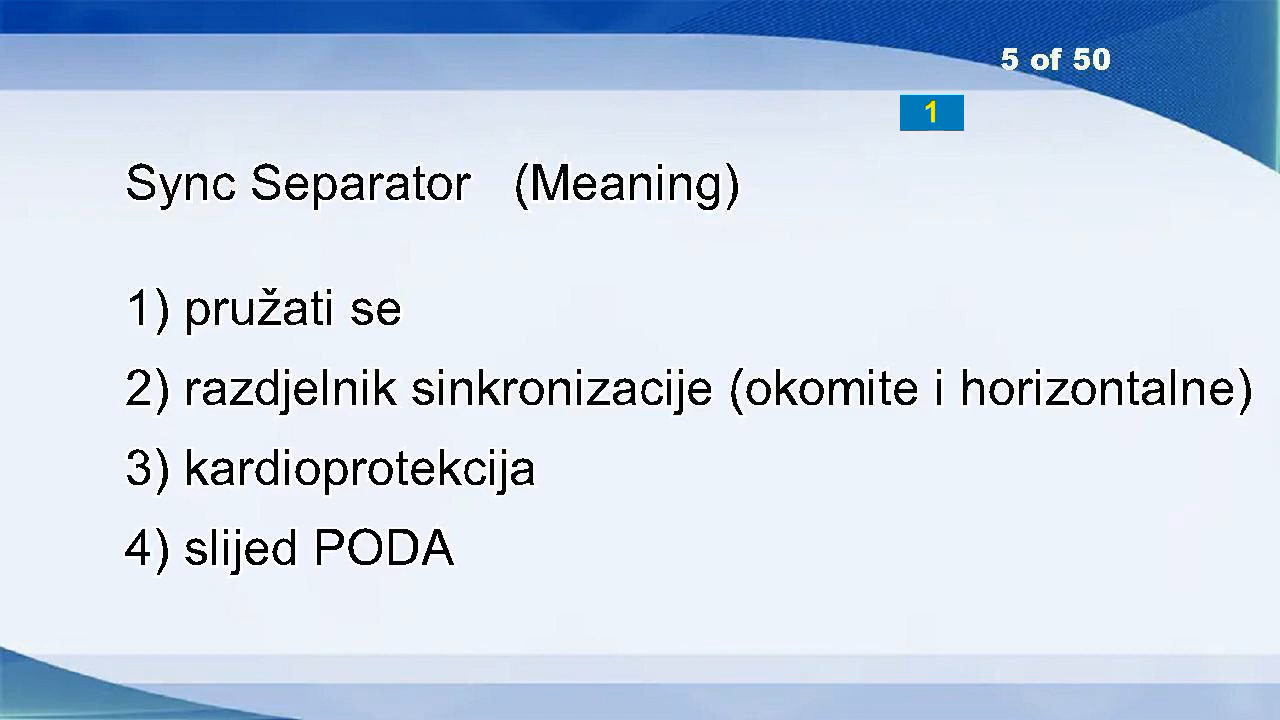 5 of 50
1
Sync Separator (Meaning)
1) pružati se
2) razdjelnik sinkronizacije (okomite i horizontalne)
3) kardioprotekcija
4) slijed PODA